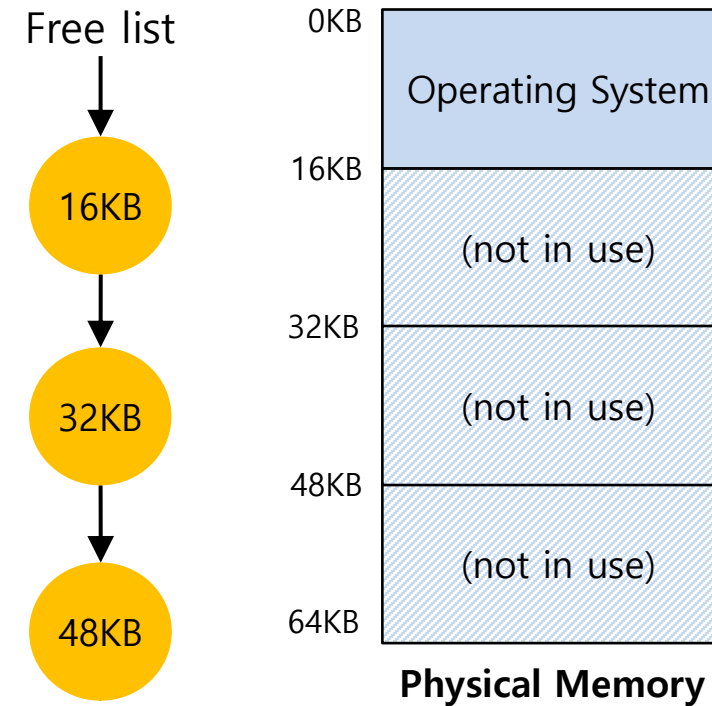 Free list
16KB
32KB
48KB
0KB
Operating System
16KB
(not in use)
32KB
(not in use)
48KB
(not in use)
64KB
Physical Memory